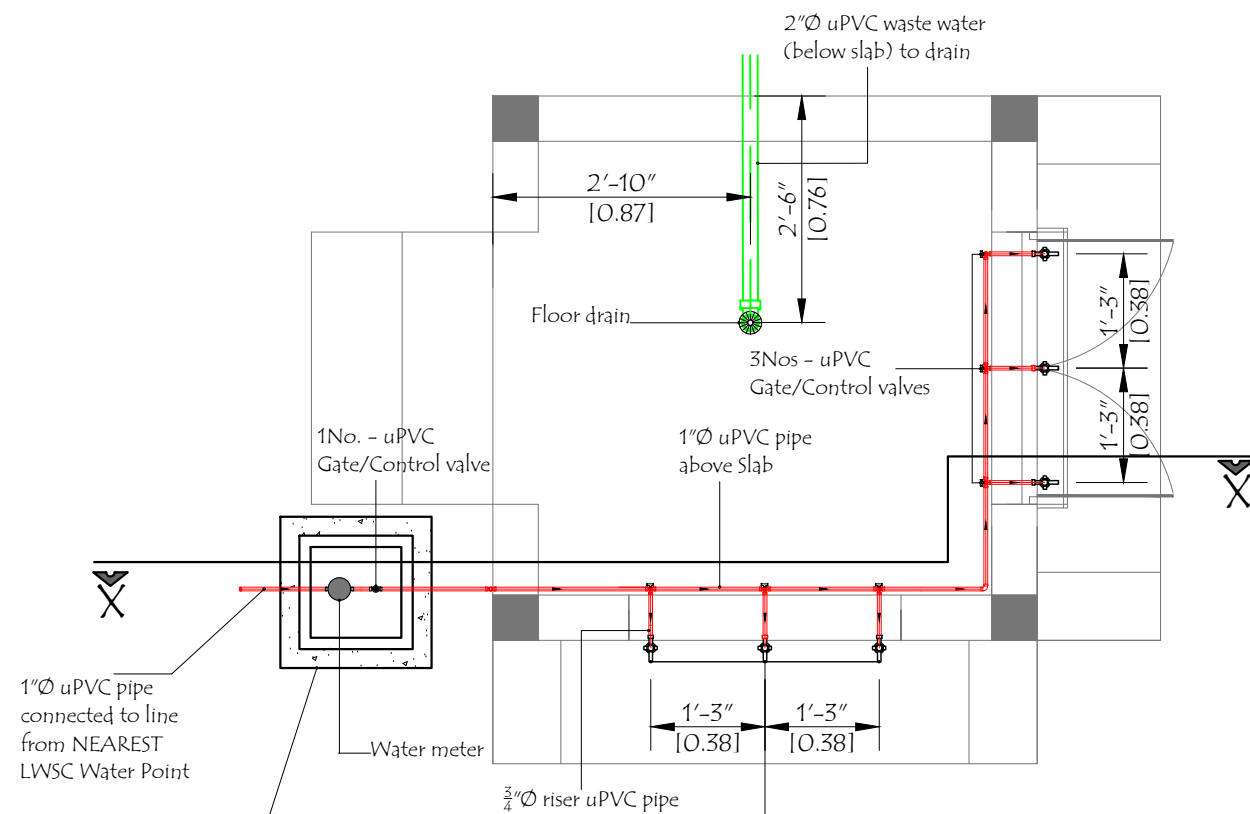 2"Ø uPVC waste water
(below slab) to drain
2'-10"
[0.87]
2'-6"
[0.76]
Floor drain
3Nos - uPVC
Gate/Control valves
1'-3"
[0.38]
1'-3"
[0.38]
1No. - uPVC
Gate/Control valve
1"Ø uPVC pipe
above Slab
X
X
1"Ø uPVC pipe
connected to line
from NEAREST
LWSC Water Point
Water meter
1'-3"
[0.38]
1'-3"
[0.38]
3/4"Ø riser uPVC pipe